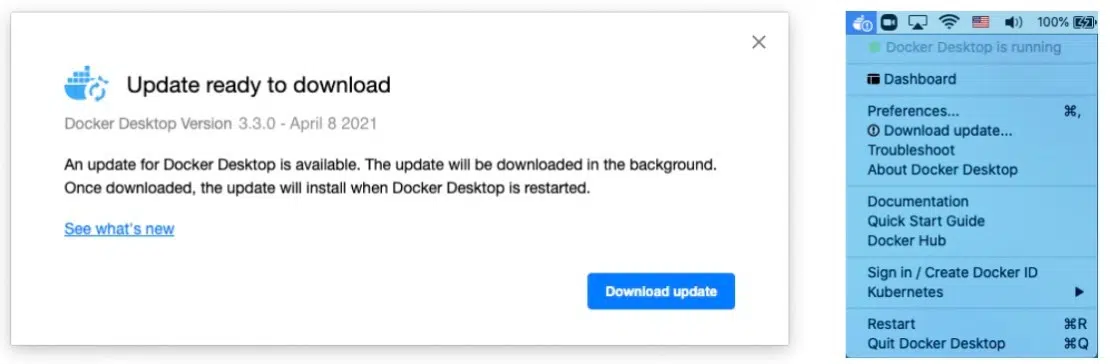 Update ready to download
Docker Desktop Version 3.3.0 - April 8 2021
An update for Docker Desktop is available. The update will be downloaded in the background.
Once downloaded, the update will install when Docker Desktop is restarted.
See what's new
Download update
100%
Docker Desktop is running
Dashboard
Preferences... ⌘,
Download update...
Troubleshoot
About Docker Desktop
Documentation
Quick Start Guide
Docker Hub
Sign in / Create Docker ID
Kubernetes
Restart ⌘R
Quit Docker Desktop ⌘Q